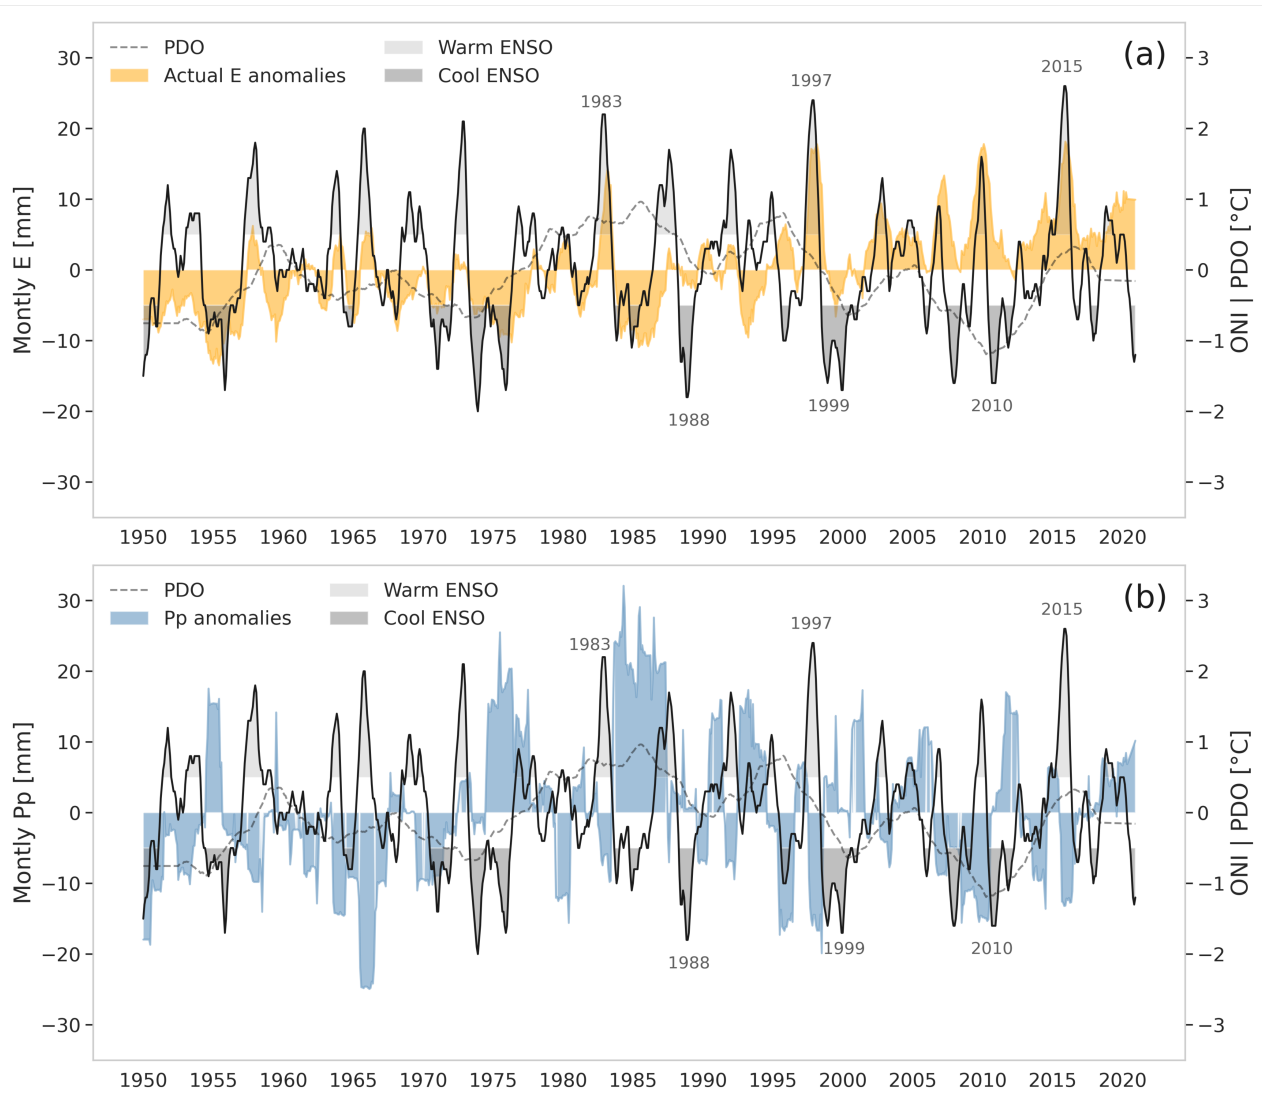 PDO
Actual E anomalies
Warm ENSO
Cool ENSO
(a)
1983
1997
2015
1988
1999
2010
30
20
10
0
−10
−20
−30
Montly E [mm]
3
2
1
0
−1
−2
−3
ONI | PDO [°C]
1950 1955 1960 1965 1970 1975 1980 1985 1990 1995 2000 2005 2010 2015 2020
PDO
Pp anomalies
Warm ENSO
Cool ENSO
(b)
1983
1997
2015
1988
1999
2010
30
20
10
0
−10
−20
−30
Montly Pp [mm]
3
2
1
0
−1
−2
−3
ONI | PDO [°C]
1950 1955 1960 1965 1970 1975 1980 1985 1990 1995 2000 2005 2010 2015 2020